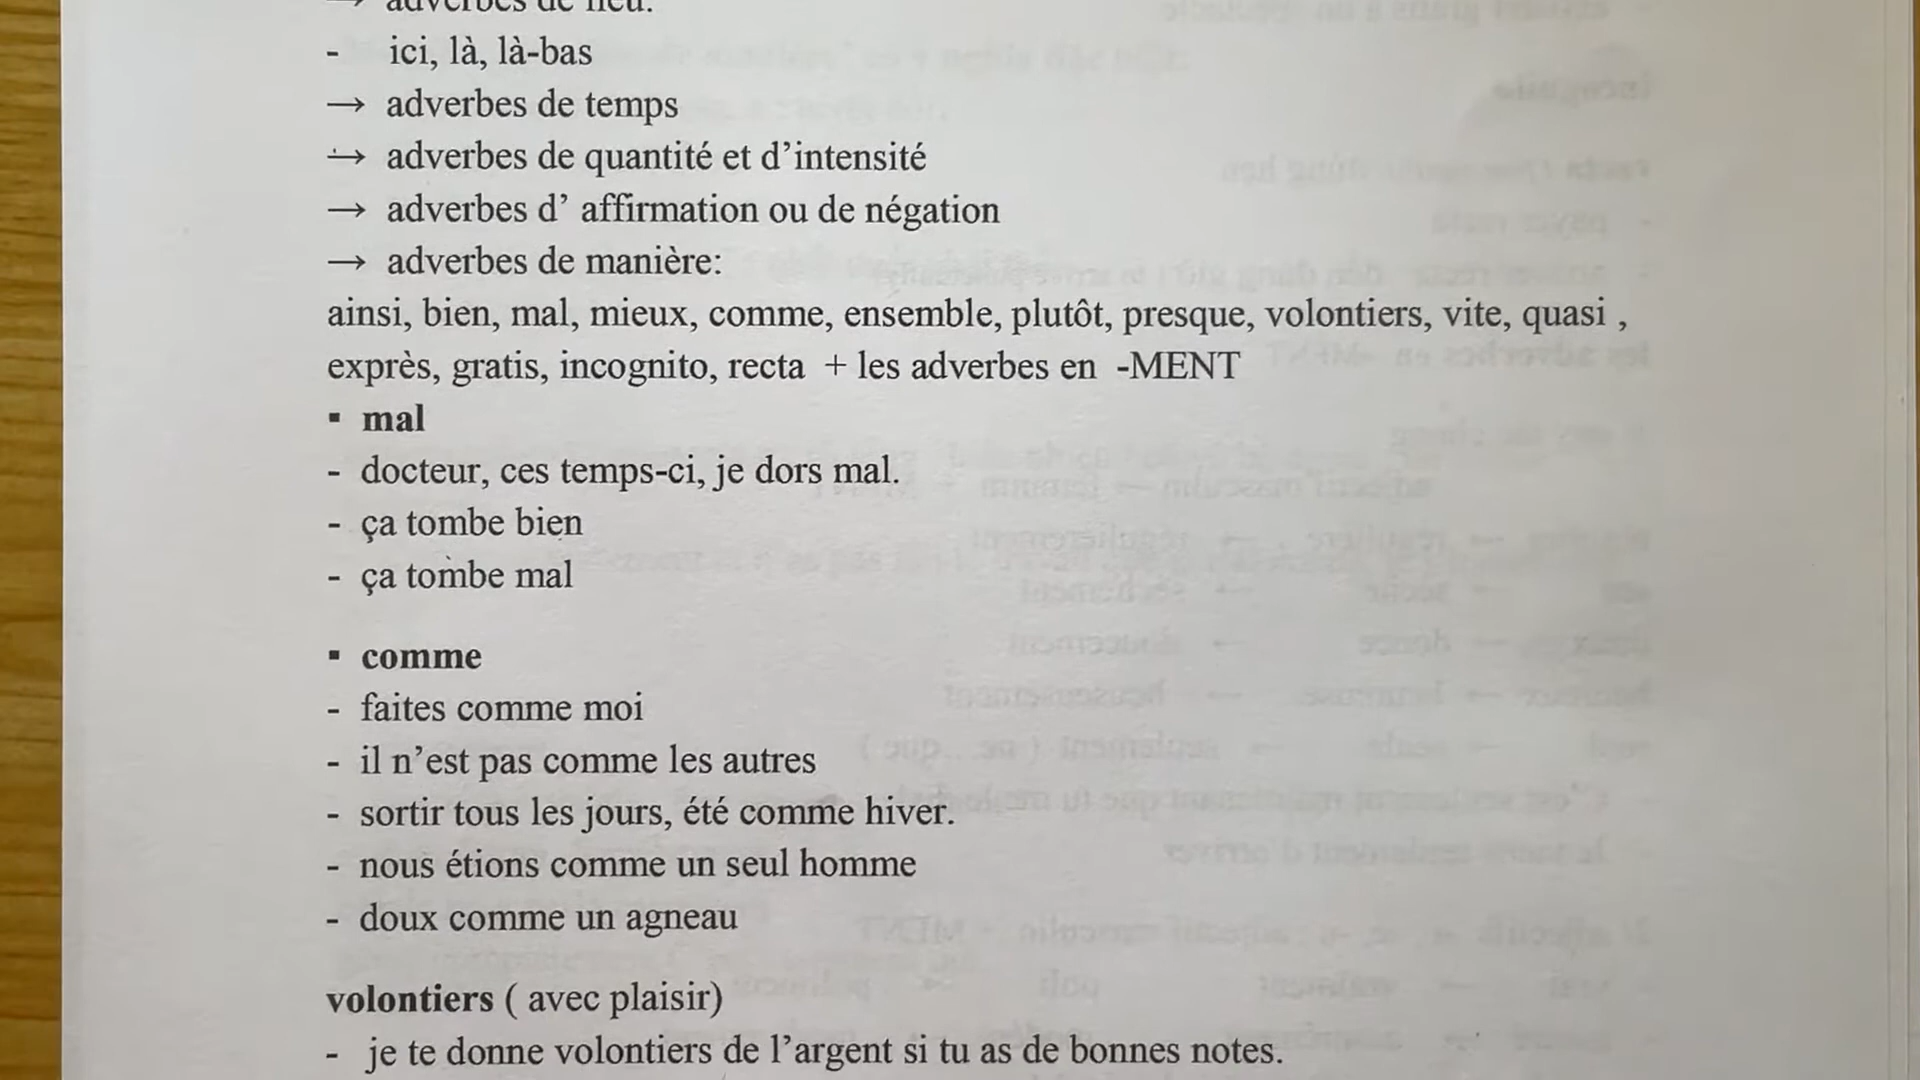 → adverbes de lieu:
- ici, là, là-bas
→ adverbes de temps
→ adverbes de quantité et d’intensité
→ adverbes d’ affirmation ou de négation
→ adverbes de manière:
ainsi, bien, mal, mieux, comme, ensemble, plutôt, presque, volontiers, vite, quasi ,
exprès, gratis, incognito, recta + les adverbes en -MENT
▪ mal
- docteur, ces temps-ci, je dors mal.
- ça tombe bien
- ça tombe mal
▪ comme
- faites comme moi
- il n’est pas comme les autres
- sortir tous les jours, été comme hiver.
- nous étions comme un seul homme
- doux comme un agneau
volontiers ( avec plaisir)
- je te donne volontiers de l’argent si tu as de bonnes notes.